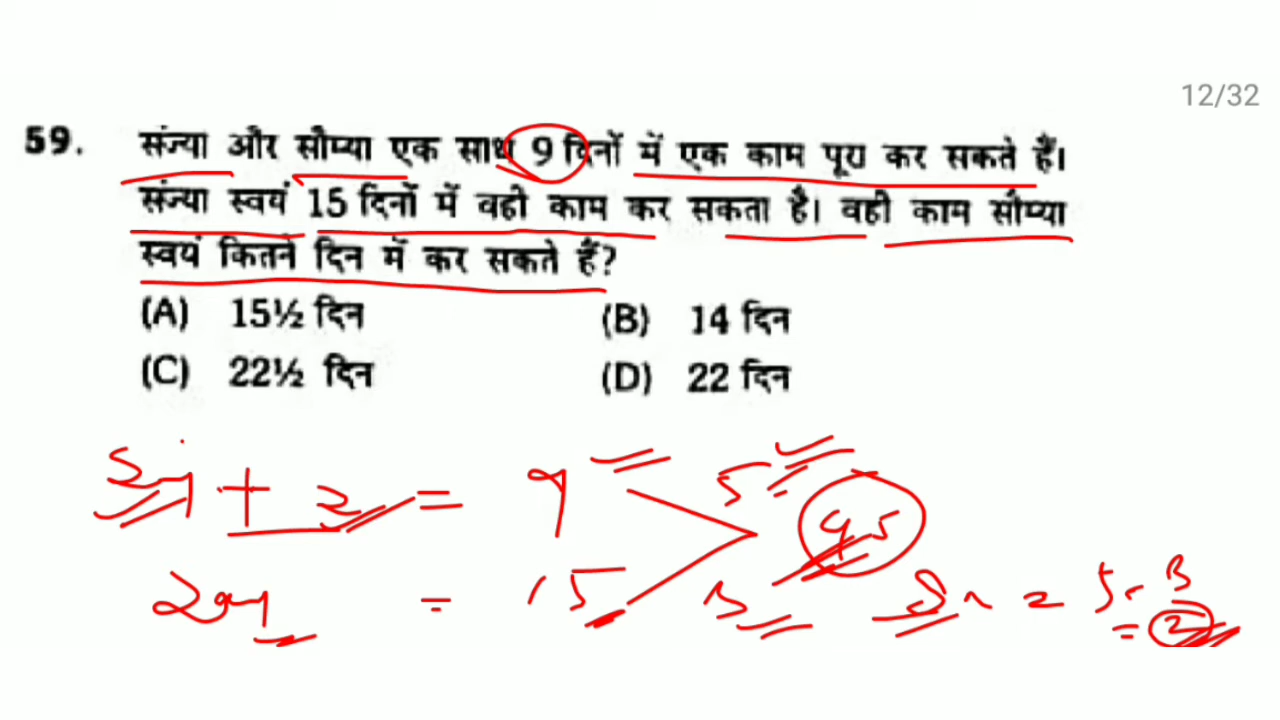 12/32
59. संज्या और सौम्या एक साथ 9 दिनों में एक काम पूरा कर सकते हैं।
संज्या स्वयं 15 दिनों में वही काम कर सकता है। वही काम सौम्या
स्वयं कितने दिन में कर सकते हैं?
(A) 15½ दिन (B) 14 दिन
(C) 22½ दिन (D) 22 दिन
+ = 9 5 45
= 15 3 = 5-3
= 2